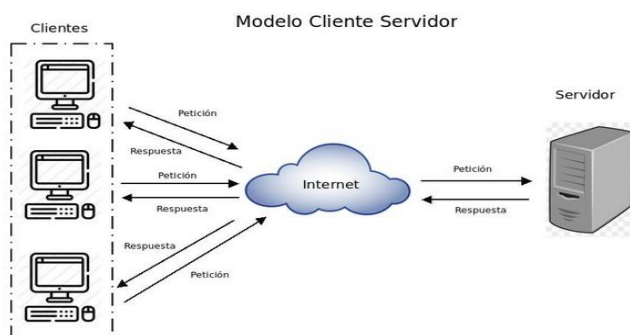 Modelo Cliente Servidor
Clientes
Servidor
Petición
Respuesta
Petición
Respuesta
Respuesta
Petición
Internet
Petición
Respuesta